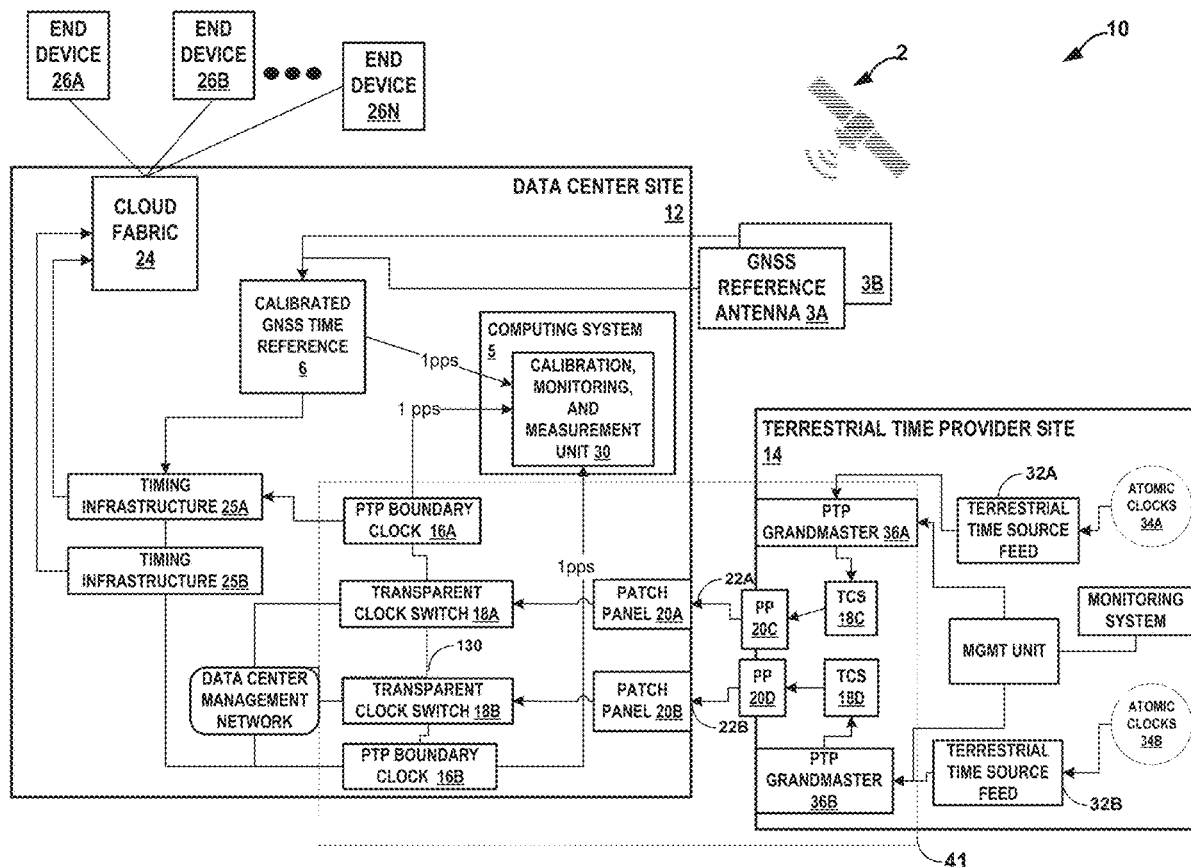 END
DEVICE
26A
END
DEVICE
26B
END
DEVICE
26N
2
10
CLOUD
FABRIC
24
DATA CENTER SITE
12
GNSS
REFERENCE
ANTENNA 3A
3B
CALIBRATED
GNSS TIME
REFERENCE
6
1pps
COMPUTING SYSTEM
5
CALIBRATION,
MONITORING,
AND
MEASUREMENT
UNIT 30
1 pps
TIMING
INFRASTRUCTURE 25A
TIMING
INFRASTRUCTURE 25B
PTP BOUNDARY
CLOCK 16A
1pps
TRANSPARENT
CLOCK SWITCH 18A
130
DATA CENTER
MANAGEMENT
NETWORK
TRANSPARENT
CLOCK SWITCH 18B
PTP BOUNDARY
CLOCK 16B
PATCH
PANEL 20A
22A
PATCH
PANEL 20B
22B
TERRESTRIAL TIME PROVIDER SITE
14
PTP
GRANDMASTER 36A
32A
TERRESTRIAL
TIME SOURCE
FEED
ATOMIC
CLOCKS
34A
PP
20C
TCS
18C
MONITORING
SYSTEM
MGMT UNIT
PP
20D
TCS
18D
PTP
GRANDMASTER
36B
TERRESTRIAL
TIME SOURCE
FEED
32B
ATOMIC
CLOCKS
34B
41